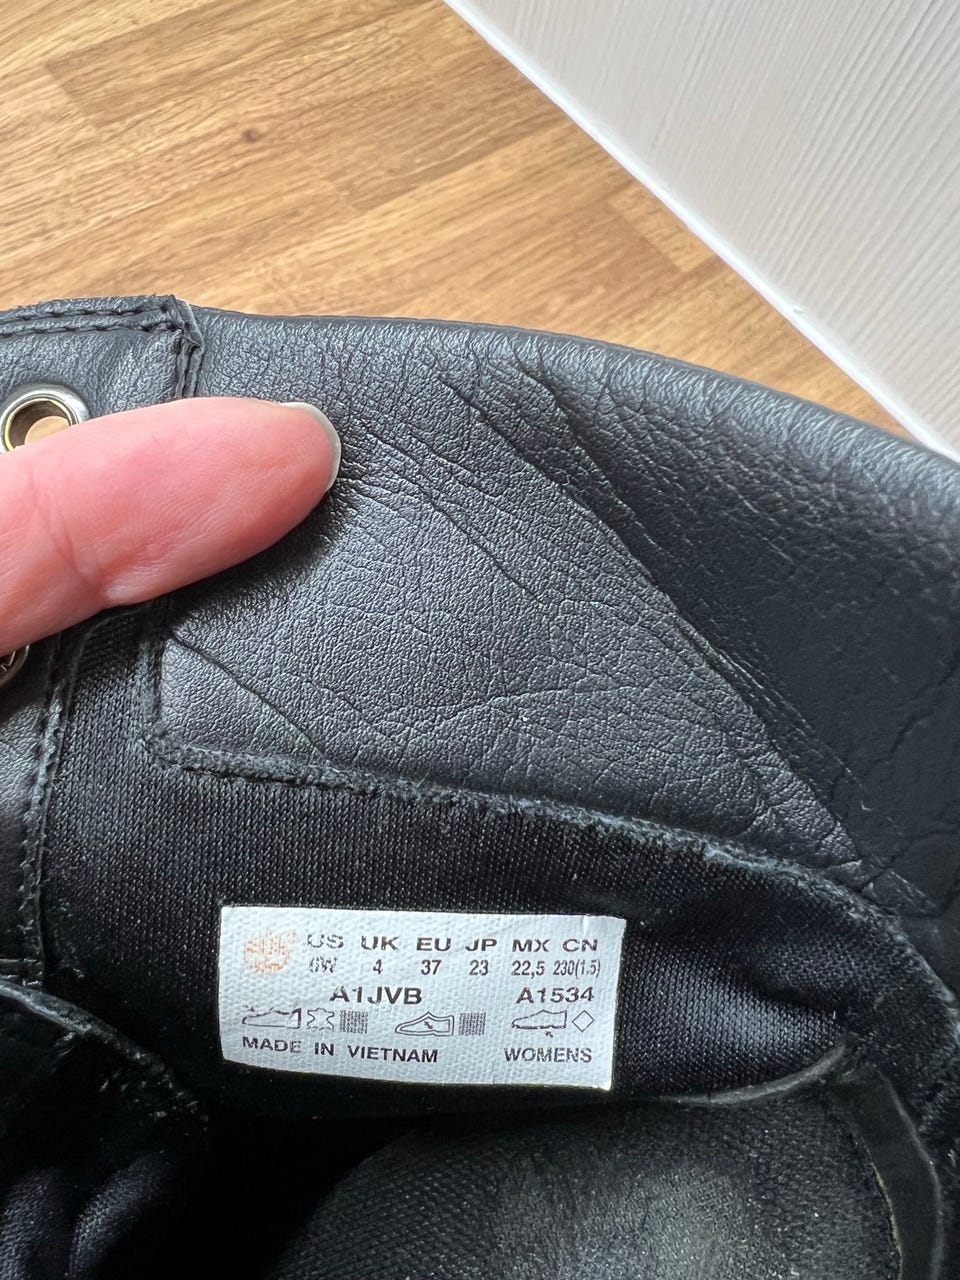 US UK EU JP MX CN
6W 4 37 23 22,5 230(1.5)
A1JVB A1534
MADE IN VIETNAM WOMENS